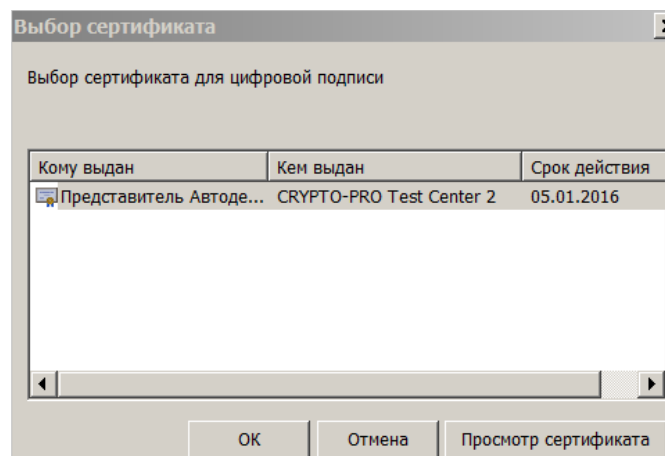 Выбор сертификата
Выбор сертификата для цифровой подписи
Кому выдан Кем выдан Срок действия
Представитель Автоде... CRYPTO-PRO Test Center 2 05.01.2016
ОК Отмена Просмотр сертификата